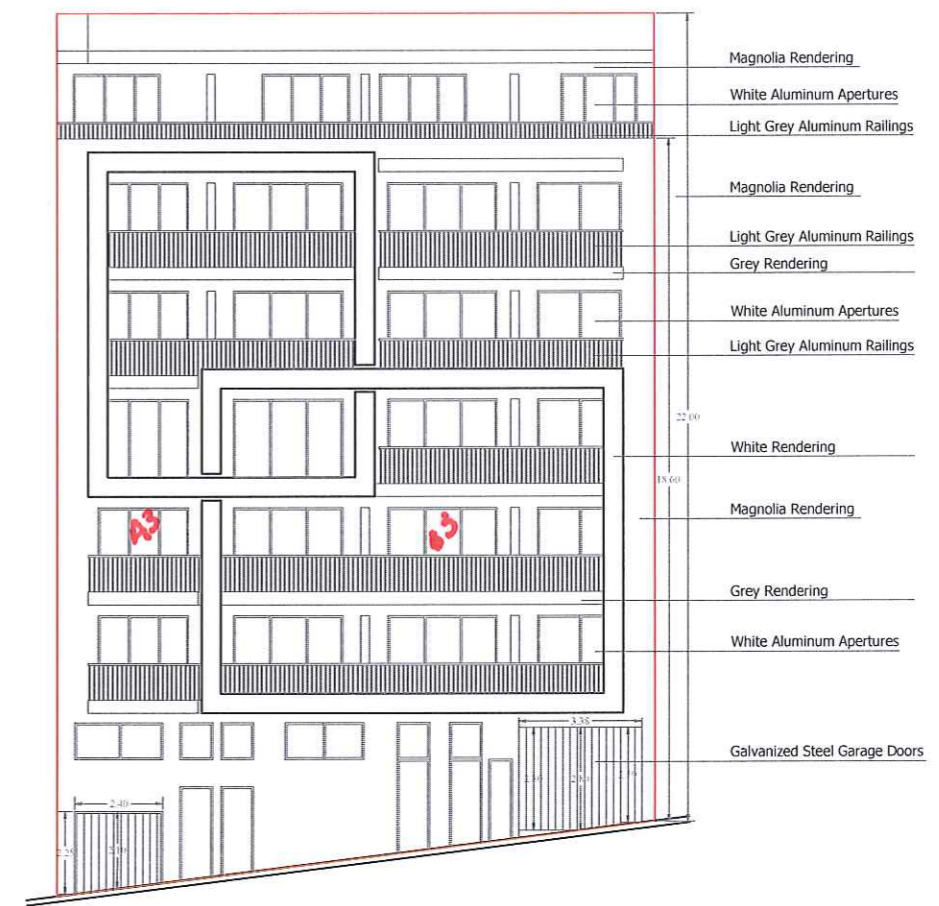 Magnolia Rendering
White Aluminum Apertures
Light Grey Aluminum Railings
Magnolia Rendering
Light Grey Aluminum Railings
Grey Rendering
White Aluminum Apertures
Light Grey Aluminum Railings
22.00
White Rendering
18.60
Magnolia Rendering
Grey Rendering
White Aluminum Apertures
3.38
Galvanized Steel Garage Doors
2.40